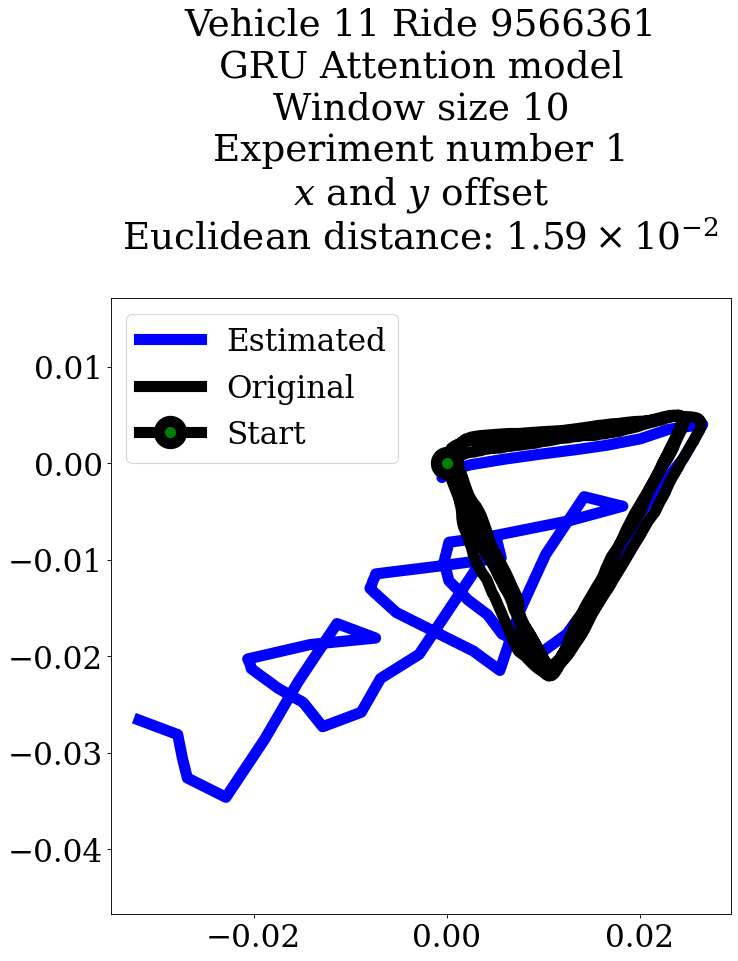 Vehicle 11 Ride 9566361
GRU Attention model
Window size 10
Experiment number 1
x and y offset
Euclidean distance: 1.59 × 10⁻²
Estimated
Original
Start
0.01
0.00
−0.01
−0.02
−0.03
−0.04
−0.02 0.00 0.02